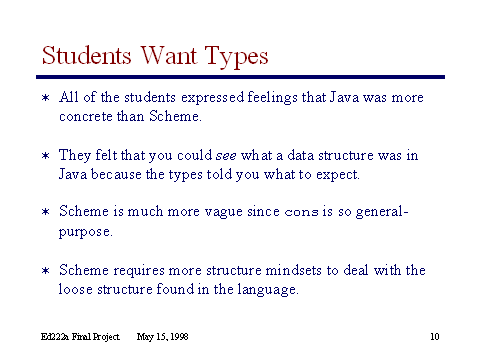 Students Want Types
* All of the students expressed feelings that Java was more
concrete than Scheme.
* They felt that you could see what a data structure was in
Java because the types told you what to expect.
* Scheme is much more vague since cons is so general-
purpose.
* Scheme requires more structure mindsets to deal with the
loose structure found in the language.
Ed222a Final Project May 15, 1998 10